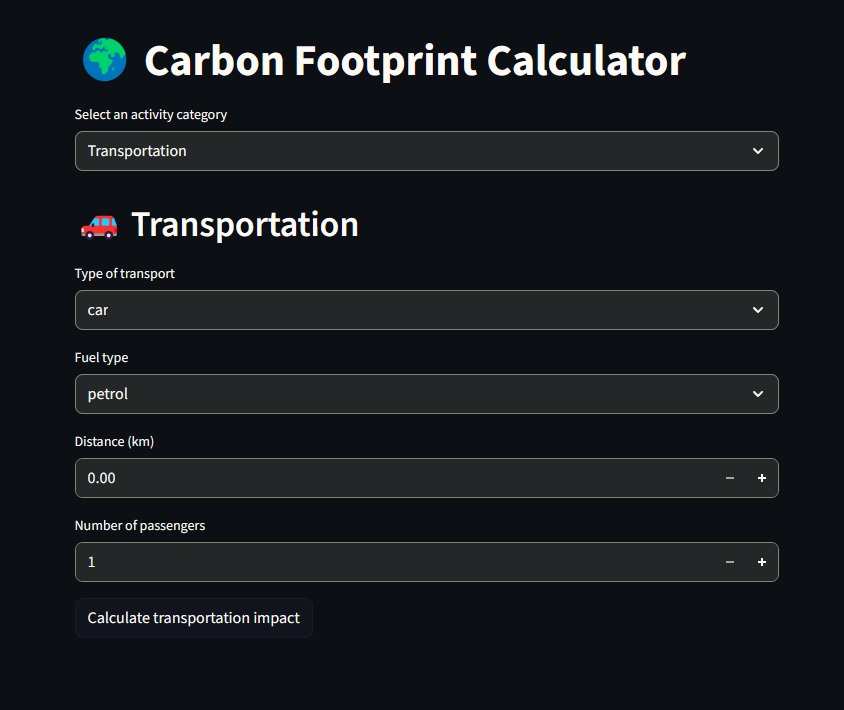 Carbon Footprint Calculator
Select an activity category
Transportation
Transportation
Type of transport
car
Fuel type
petrol
Distance (km)
0.00
Number of passengers
1
Calculate transportation impact